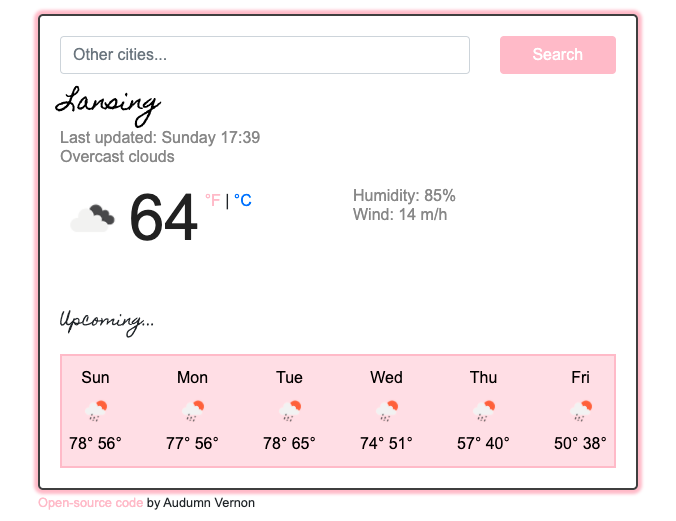 Other cities...
Search
Lansing
Last updated: Sunday 17:39
Overcast clouds
64 °F | °C
Humidity: 85%
Wind: 14 m/h
Upcoming...
Sun Mon Tue Wed Thu Fri
78° 56° 77° 56° 78° 65° 74° 51° 57° 40° 50° 38°
Open-source code by Audumn Vernon